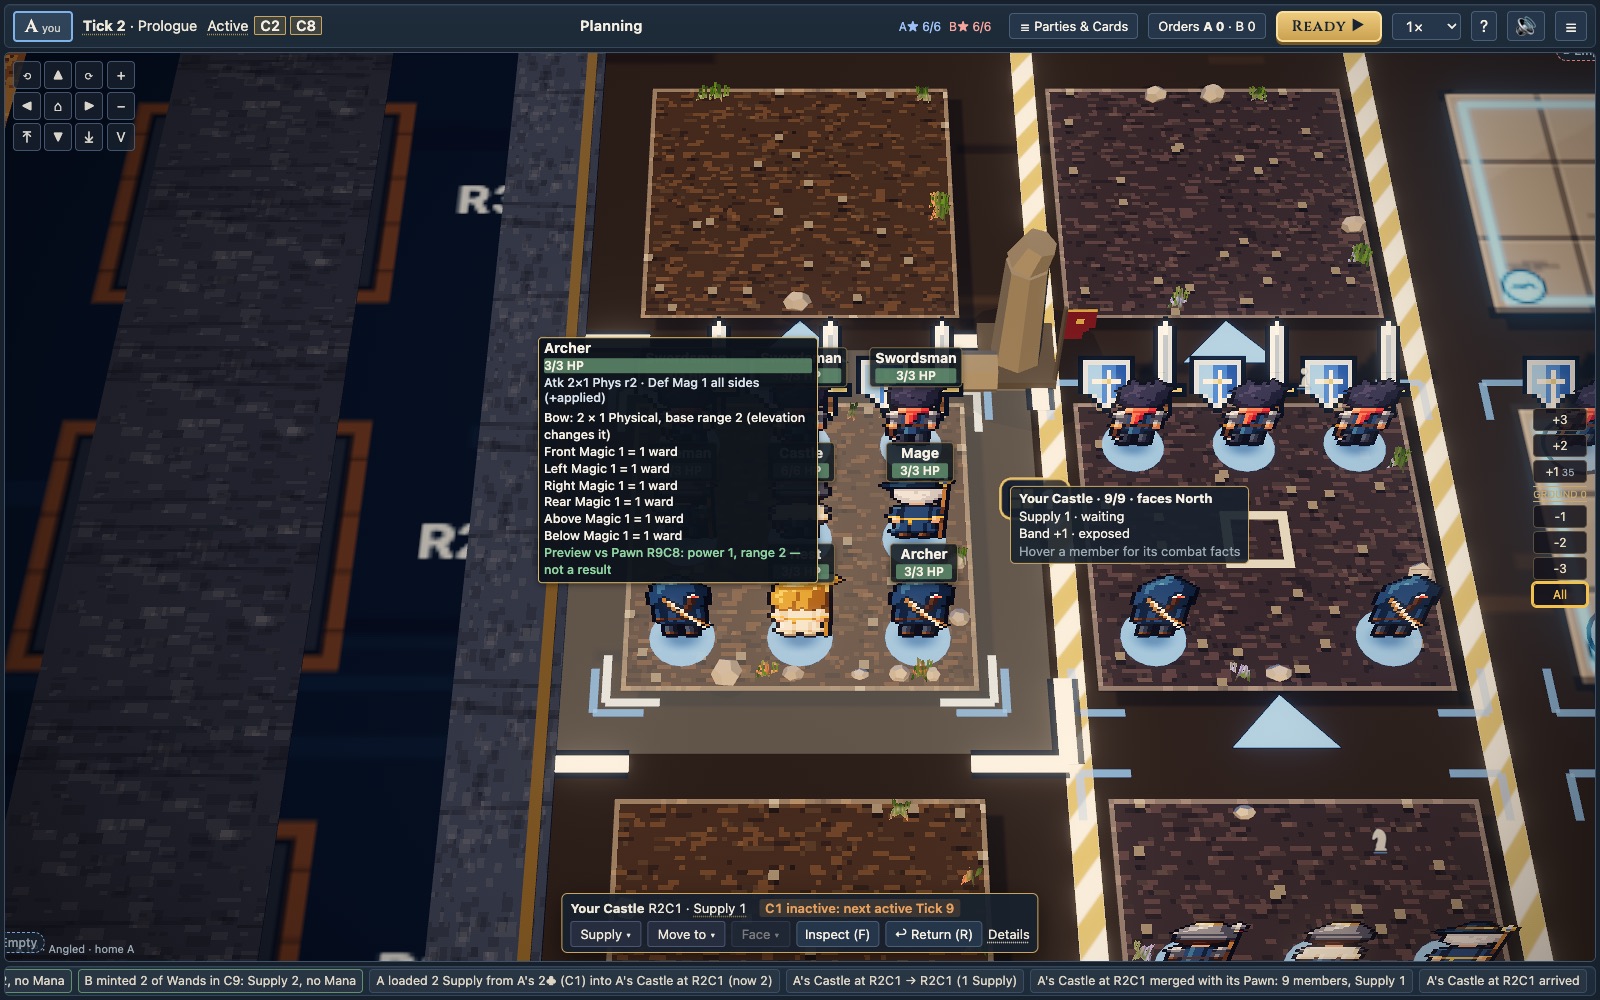 A you
Tick 2 · Prologue Active C2 C8
Planning
A★ 6/6 B★ 6/6
≡ Parties & Cards
Orders A 0 · B 0
READY ▶
1×
?
≡
V
Archer
3/3 HP
Atk 2×1 Phys r2 · Def Mag 1 all sides
(+applied)
Bow: 2 × 1 Physical, base range 2 (elevation
changes it)
Front Magic 1 = 1 ward
Left Magic 1 = 1 ward
Right Magic 1 = 1 ward
Rear Magic 1 = 1 ward
Above Magic 1 = 1 ward
Below Magic 1 = 1 ward
Preview vs Pawn R9C8: power 1, range 2 —
not a result
Swordsman
3/3 HP
Mage
3/3 HP
Archer
3/3 HP
Your Castle · 9/9 · faces North
Supply 1 · waiting
Band +1 · exposed
Hover a member for its combat facts
+3
+2
+1 35
GROUND 0
-1
-2
-3
All
Your Castle R2C1 · Supply 1 C1 inactive: next active Tick 9
Supply ▾
Move to ▾
Face ▾
Inspect (F)
↩ Return (R)
Details
Empty
Angled · home A
, no Mana
B minted 2 of Wands in C9: Supply 2, no Mana
A loaded 2 Supply from A's 2♣ (C1) into A's Castle at R2C1 (now 2)
A's Castle at R2C1 → R2C1 (1 Supply)
A's Castle at R2C1 merged with its Pawn: 9 members, Supply 1
A's Castle at R2C1 arrived